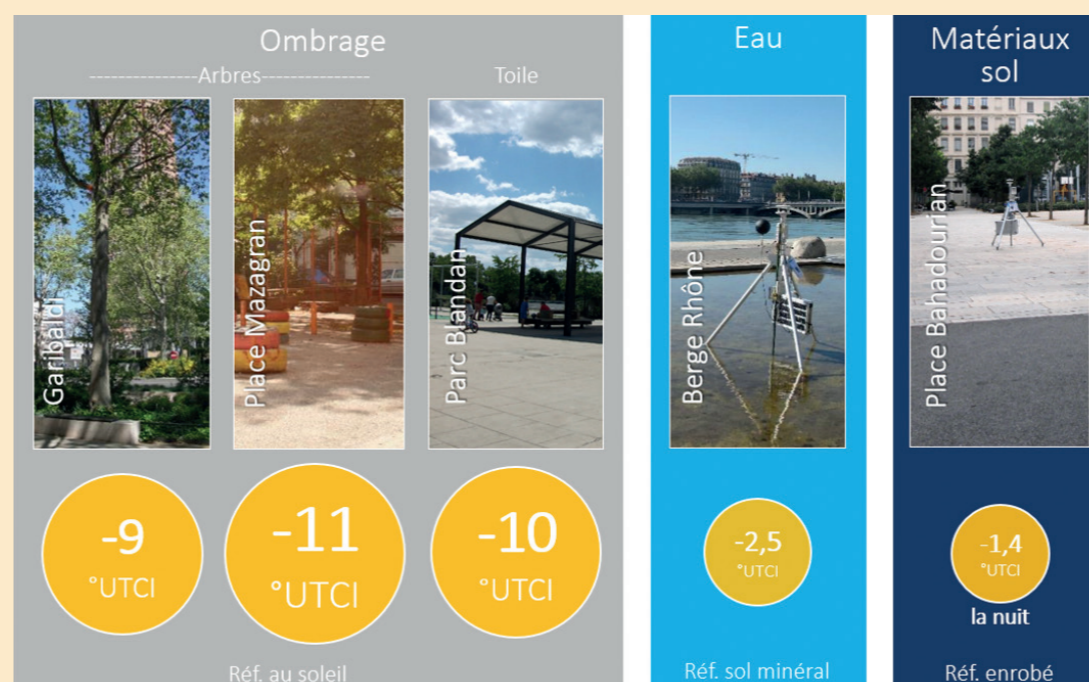 Ombrage
---------------Arbres---------------
Toile
Garibaldi
Place Mazagran
Parc Blandan
-9
°UTCI
-11
°UTCI
-10
°UTCI
Réf. au soleil
Eau
Berge Rhône
-2,5
°UTCI
Réf. sol minéral
Matériaux
sol
Place Bahadourian
-1,4
°UTCI
la nuit
Réf. enrobé